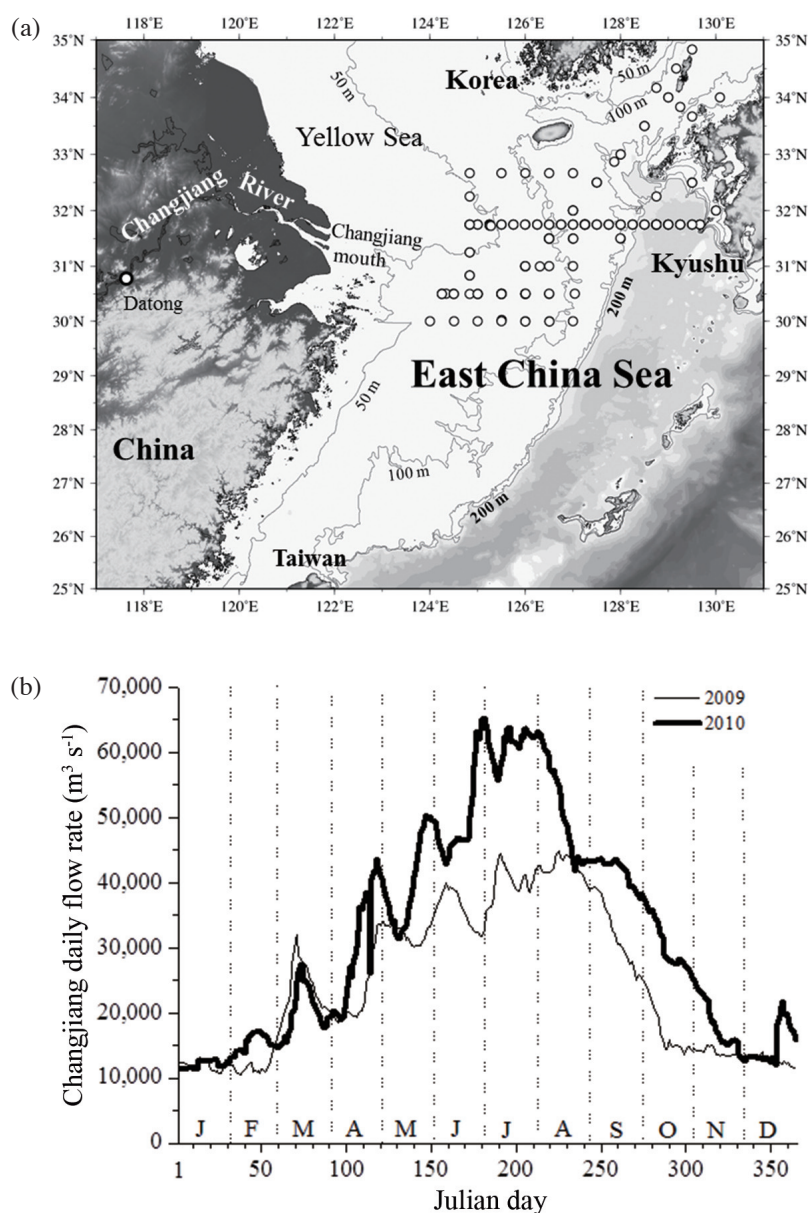 (a)
35°N
34°N
33°N
32°N
31°N
30°N
29°N
28°N
27°N
26°N
25°N
35°N
34°N
33°N
32°N
31°N
30°N
29°N
28°N
27°N
26°N
25°N
118°E 120°E 122°E 124°E 126°E 128°E 130°E
Korea
50 m
50 m
100 m
Yellow Sea
Changjiang River
Changjiang
mouth
Datong
Kyushu
200 m
East China Sea
50 m
China
100 m
200 m
Taiwan
(b)
70,000
60,000
50,000
40,000
30,000
20,000
10,000
0
2009
2010
Changjiang daily flow rate (m³ s⁻¹)
J F M A M J J A S O N D
1 50 100 150 200 250 300 350
Julian day